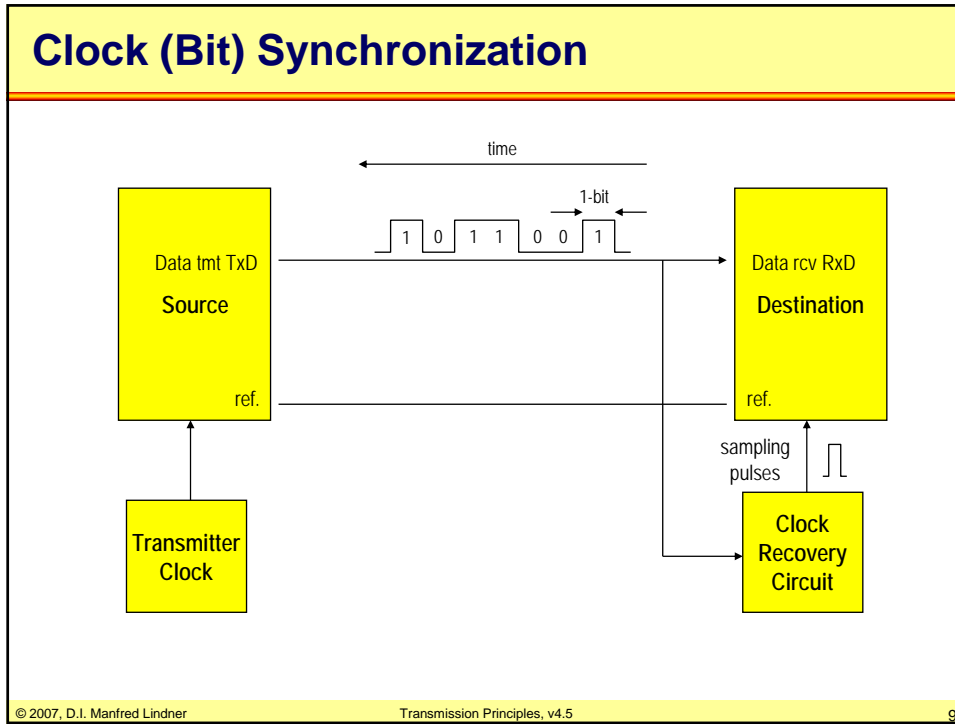 Clock (Bit) Synchronization
time
1-bit
1 0 1 1 0 0 1
Data tmt TxD
Source
ref.
Data rcv RxD
Destination
ref.
sampling
pulses
Transmitter
Clock
Clock
Recovery
Circuit
© 2007, D.I. Manfred Lindner
Transmission Principles, v4.5
9